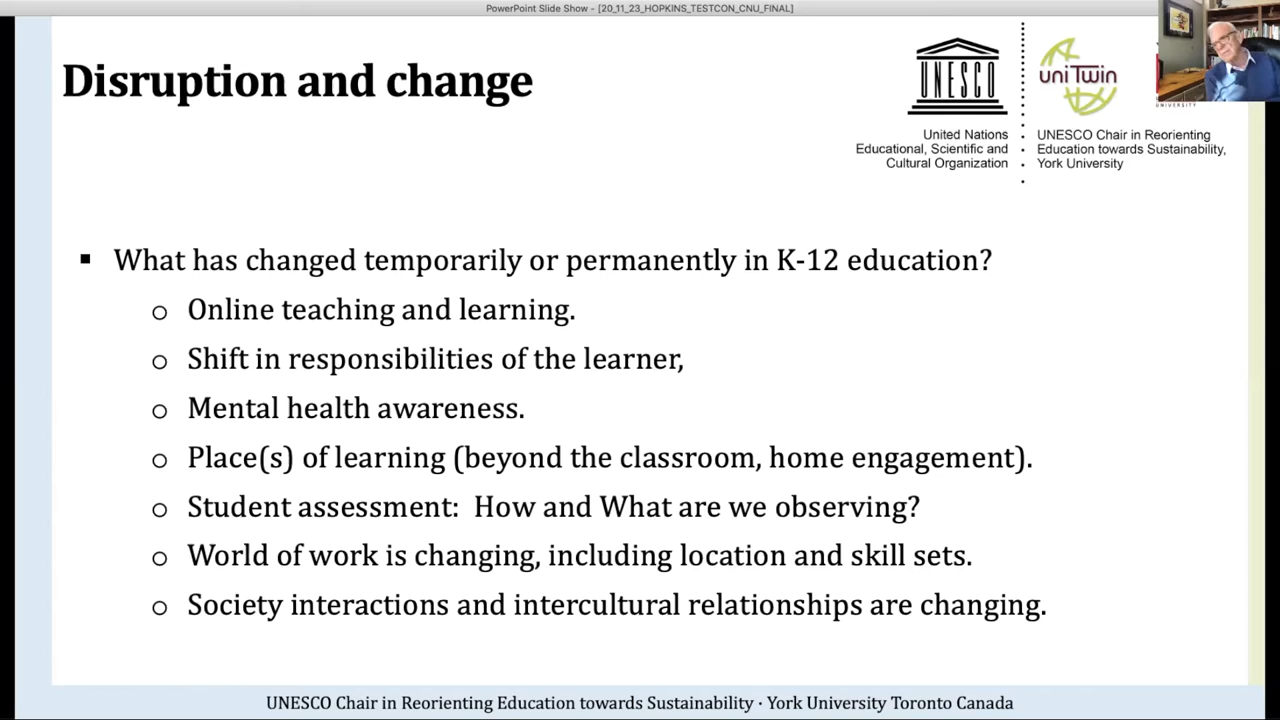 PowerPoint Slide Show - [20_11_23_HOPKINS_TESTCON_CNU_FINAL]
Disruption and change
UNESCO
uniTwin
UNIVERSITY
United Nations
Educational, Scientific and
Cultural Organization
UNESCO Chair in Reorienting
Education towards Sustainability,
York University
▪ What has changed temporarily or permanently in K-12 education?
o Online teaching and learning.
o Shift in responsibilities of the learner,
o Mental health awareness.
o Place(s) of learning (beyond the classroom, home engagement).
o Student assessment: How and What are we observing?
o World of work is changing, including location and skill sets.
o Society interactions and intercultural relationships are changing.
UNESCO Chair in Reorienting Education towards Sustainability · York University Toronto Canada